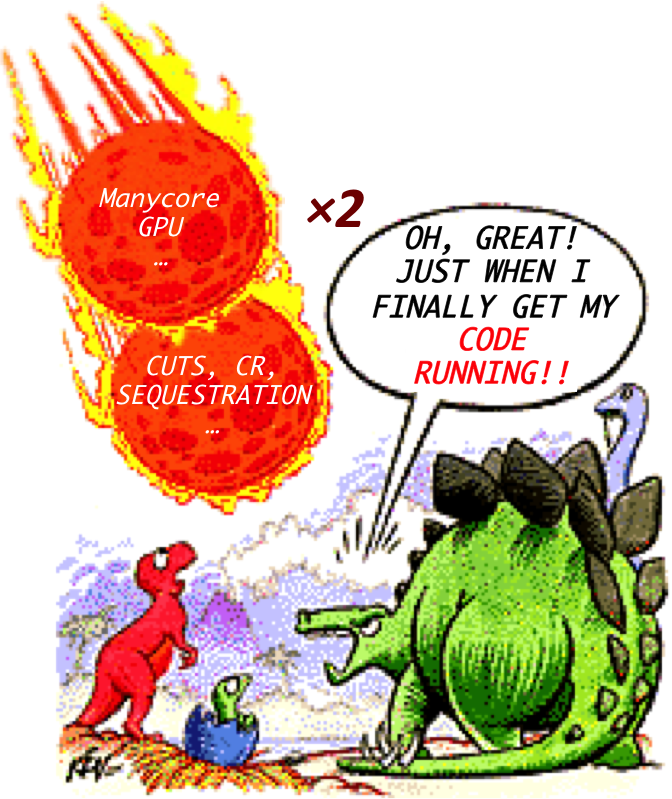 Manycore
GPU
...
×2
OH, GREAT!
JUST WHEN I
FINALLY GET MY
CODE
RUNNING!!
CUTS, CR,
SEQUESTRATION
...